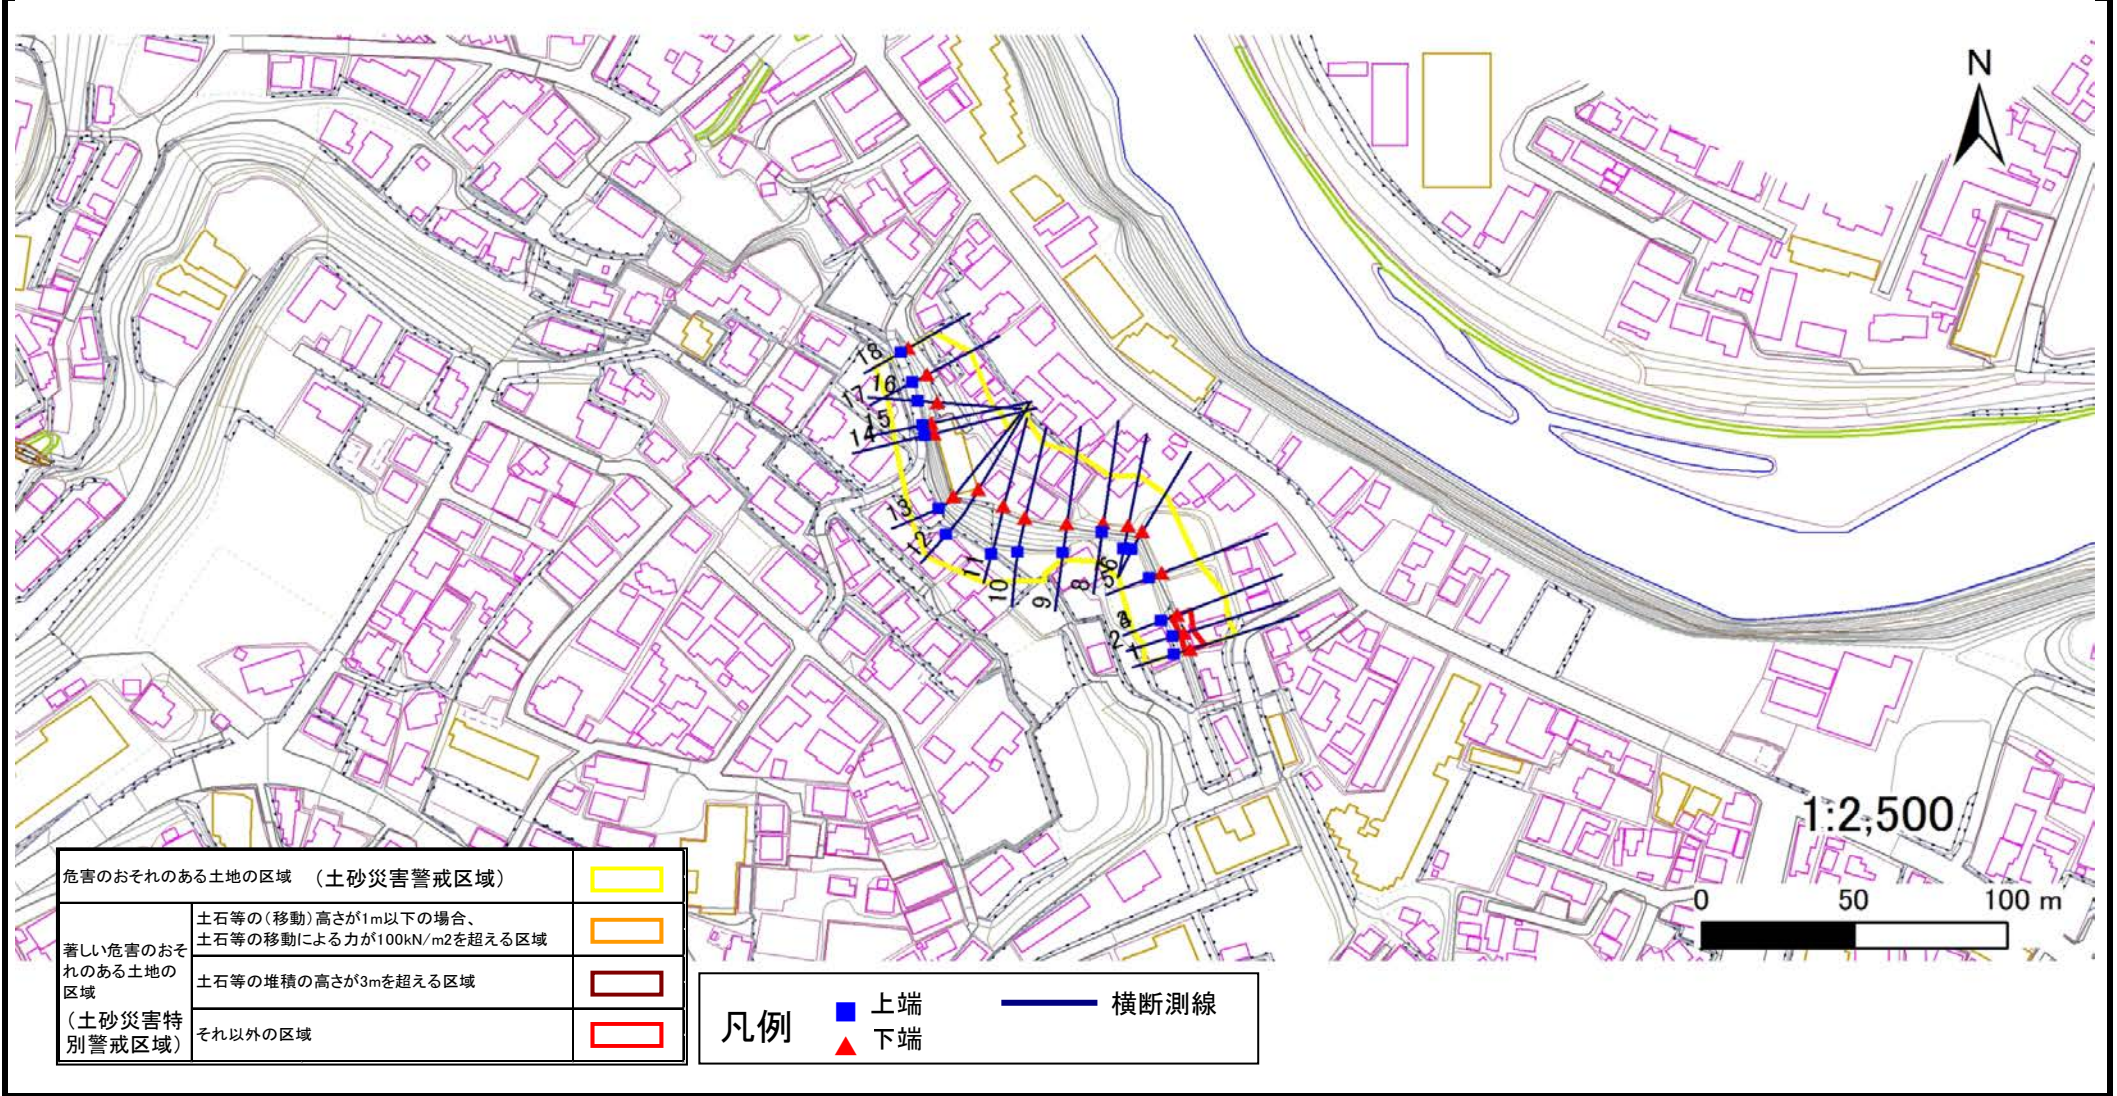 N
18
16
17
15
14
13
12
11
10
9
8
6
5
2
1
1:2,500
0 50 100 m
危害のおそれのある土地の区域 （土砂災害警戒区域）
著しい危害のおそ
れのある土地の
区域
（土砂災害特
別警戒区域）
土石等の（移動）高さが1m以下の場合、
土石等の移動による力が100kN/m2を超える区域
土石等の堆積の高さが3mを超える区域
それ以外の区域
凡例
上端
下端
横断測線